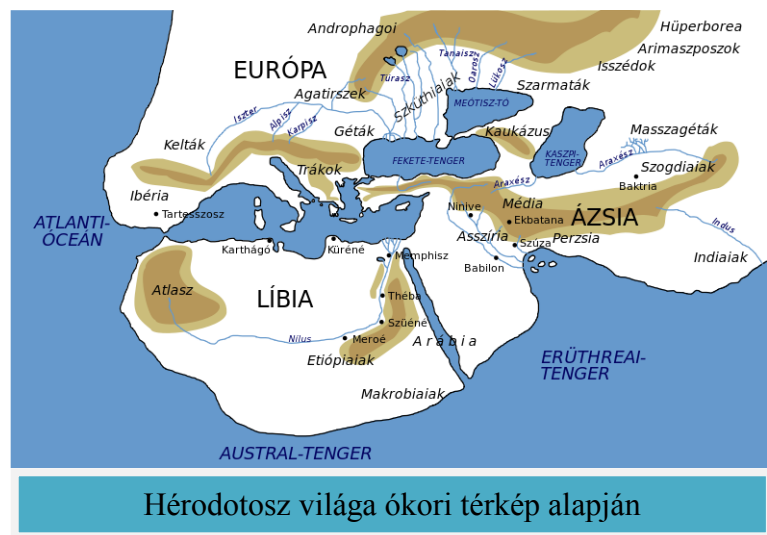 Androphagoi
Hüperborea
Arimaszposzok
Isszédok
EURÓPA
Tanaisz
Oarosz
Lükosz
Türasz
Szkúthiaiak
Szarmaták
Agatirszek
MEÓTISZ-TÓ
Iszter
Alpisz
Karpisz
Géták
Kaukázus
Masszagéták
Kelták
FEKETE-TENGER
KASZPI-
TENGER
Araxész
Szogdiaiak
Trákok
Araxész
Baktria
Ibéria
Tartesszosz
Média
Ninive
Ekbatana
ÁZSIA
Indus
ATLANTI-
ÓCEÁN
Asszíria
Szúza
Perzsia
Karthágó
Küréné
Memphisz
Babilon
Indiaiak
Atlasz
LÍBIA
Théba
Szüéné
Nilus
Meroé
Arábia
Etiópiaiak
ERÜTHREAI-
TENGER
Makrobiaiak
AUSTRAL-TENGER
Hérodotosz világa ókori térkép alapján